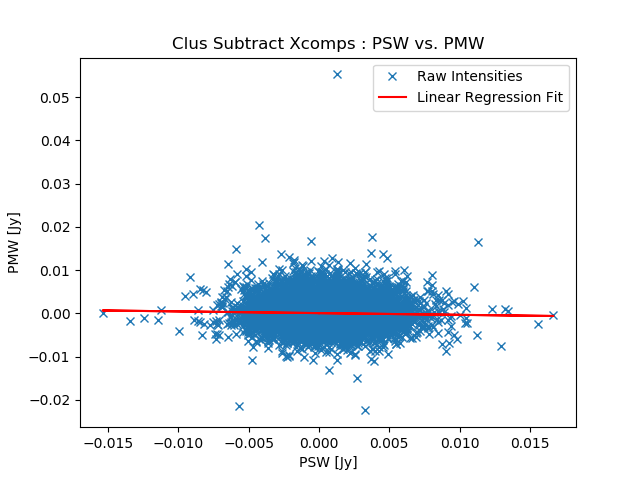 Clus Subtract Xcomps : PSW vs. PMW
Raw Intensities
Linear Regression Fit
0.05
0.04
0.03
0.02
0.01
0.00
−0.01
−0.02
PMW [Jy]
−0.015 −0.010 −0.005 0.000 0.005 0.010 0.015
PSW [Jy]